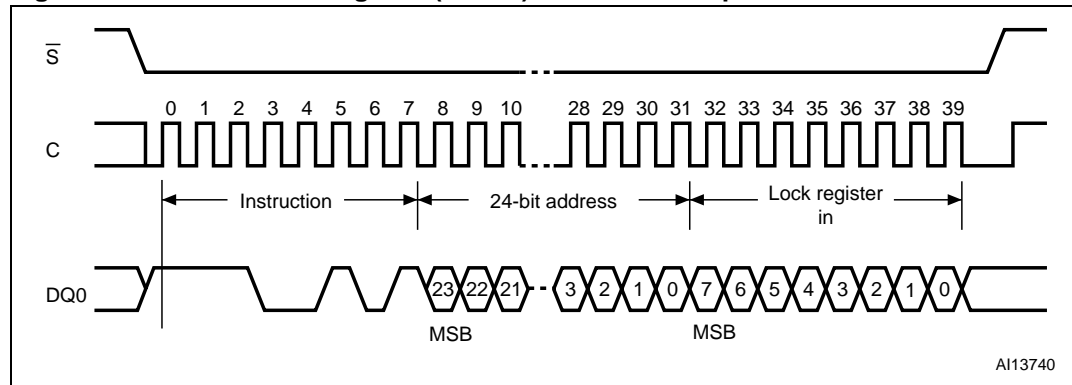 S
0 1 2 3 4 5 6 7 8 9 10 28 29 30 31 32 33 34 35 36 37 38 39
C
Instruction 24-bit address Lock register
in
DQ0 23 22 21 3 2 1 0 7 6 5 4 3 2 1 0
MSB MSB
AI13740